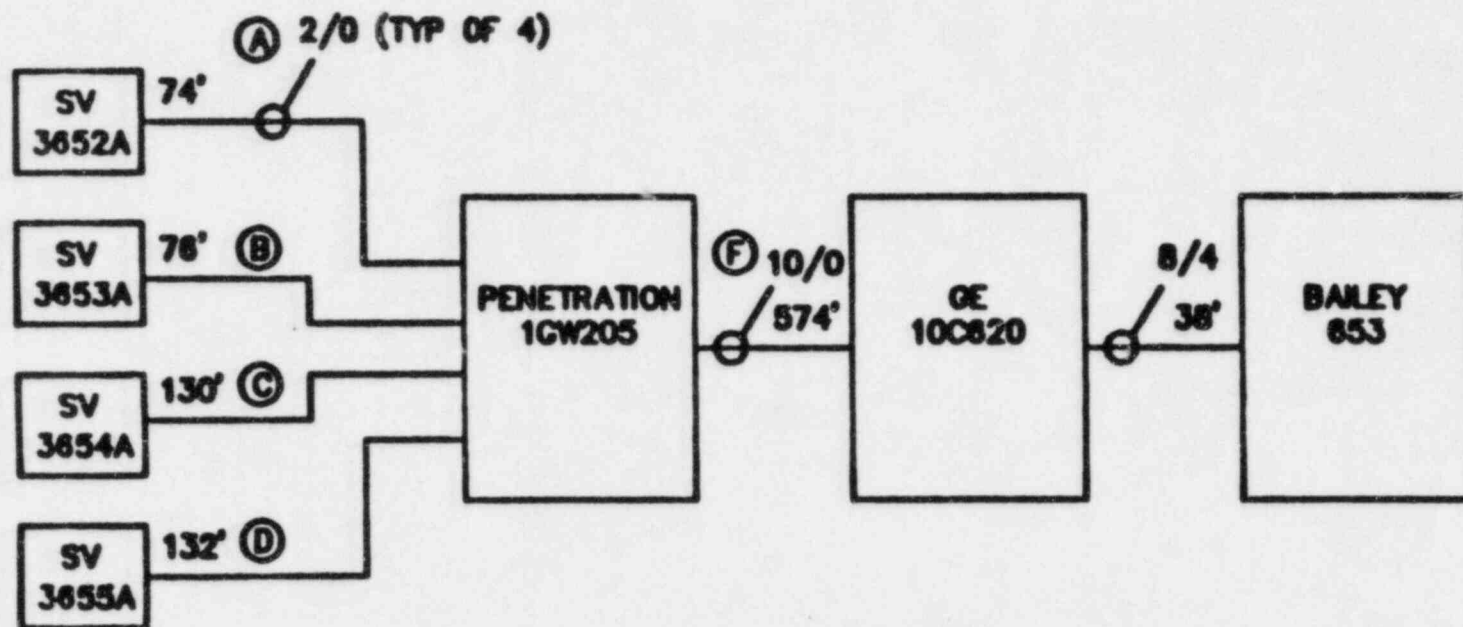 Ⓐ 2/0 (TYP OF 4)
SV
3652A
74'
SV
3653A
76' Ⓑ
SV
3654A
130' Ⓒ
SV
3655A
132' Ⓓ
PENETRATION
1CW205
Ⓕ 10/0
574'
GE
10C620
8/4
36'
BAILEY
653